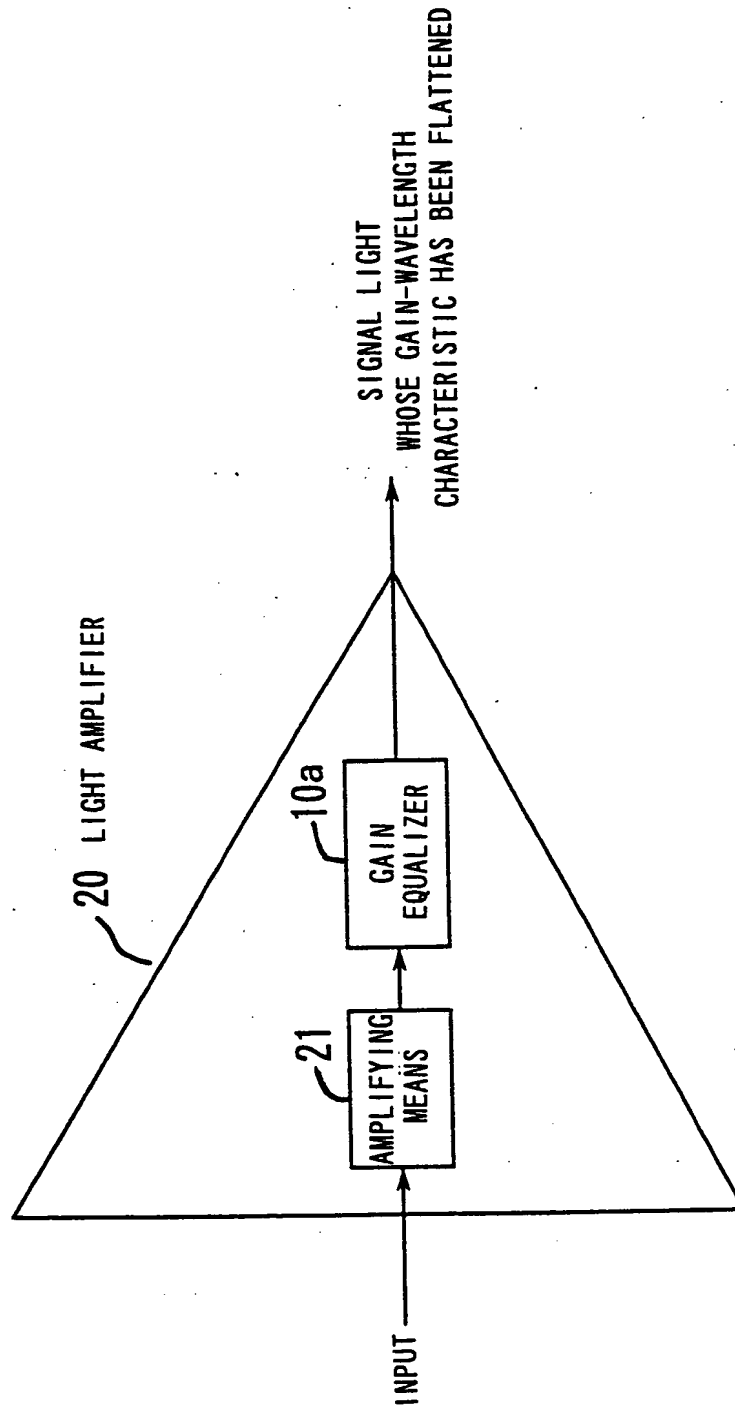 20 LIGHT AMPLIFIER
INPUT
21
AMPLIFYING
MEANS
10a
GAIN
EQUALIZER
SIGNAL LIGHT
WHOSE GAIN-WAVELENGTH
CHARACTERISTIC HAS BEEN FLATTENED